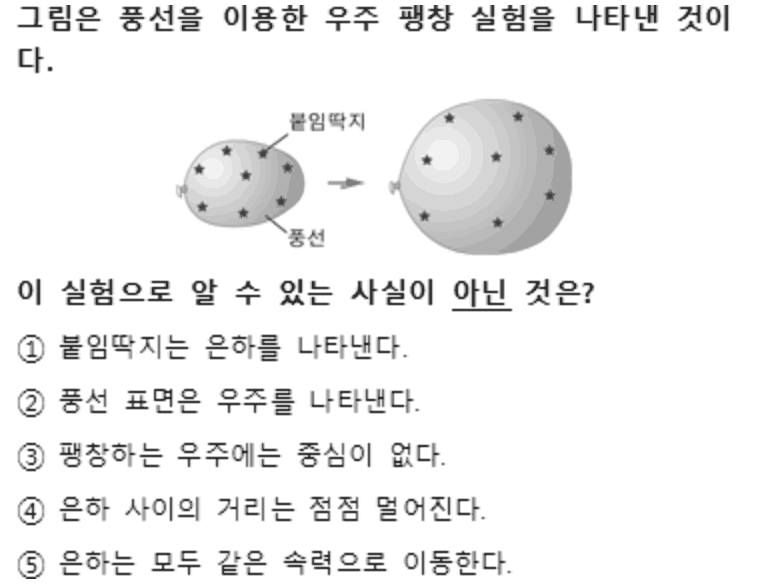 그림은 풍선을 이용한 우주 팽창 실험을 나타낸 것이
다.
붙임딱지
풍선
이 실험으로 알 수 있는 사실이 아닌 것은?
① 붙임딱지는 은하를 나타낸다.
② 풍선 표면은 우주를 나타낸다.
③ 팽창하는 우주에는 중심이 없다.
④ 은하 사이의 거리는 점점 멀어진다.
⑤ 은하는 모두 같은 속력으로 이동한다.